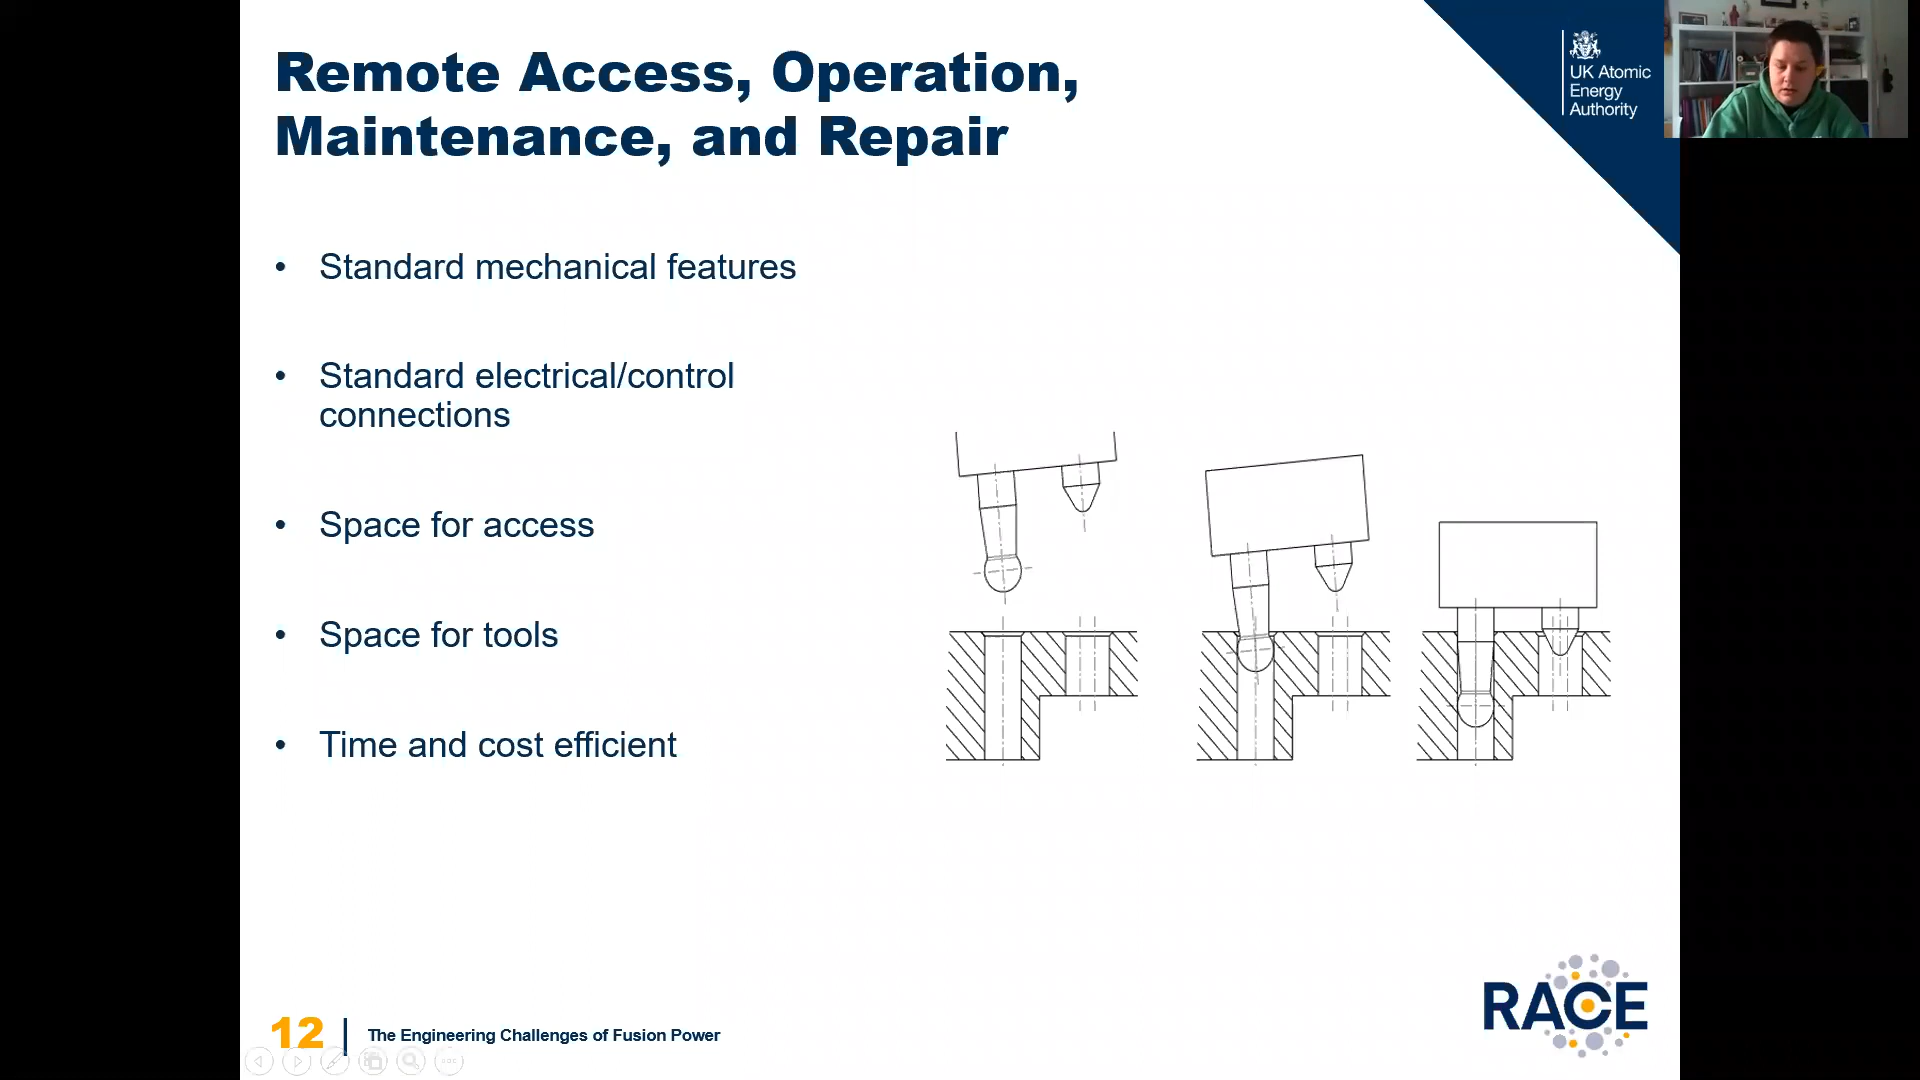 Remote Access, Operation,
Maintenance, and Repair
UK Atomic
Energy
Authority
• Standard mechanical features
• Standard electrical/control
connections
• Space for access
• Space for tools
• Time and cost efficient
RACE
12
The Engineering Challenges of Fusion Power